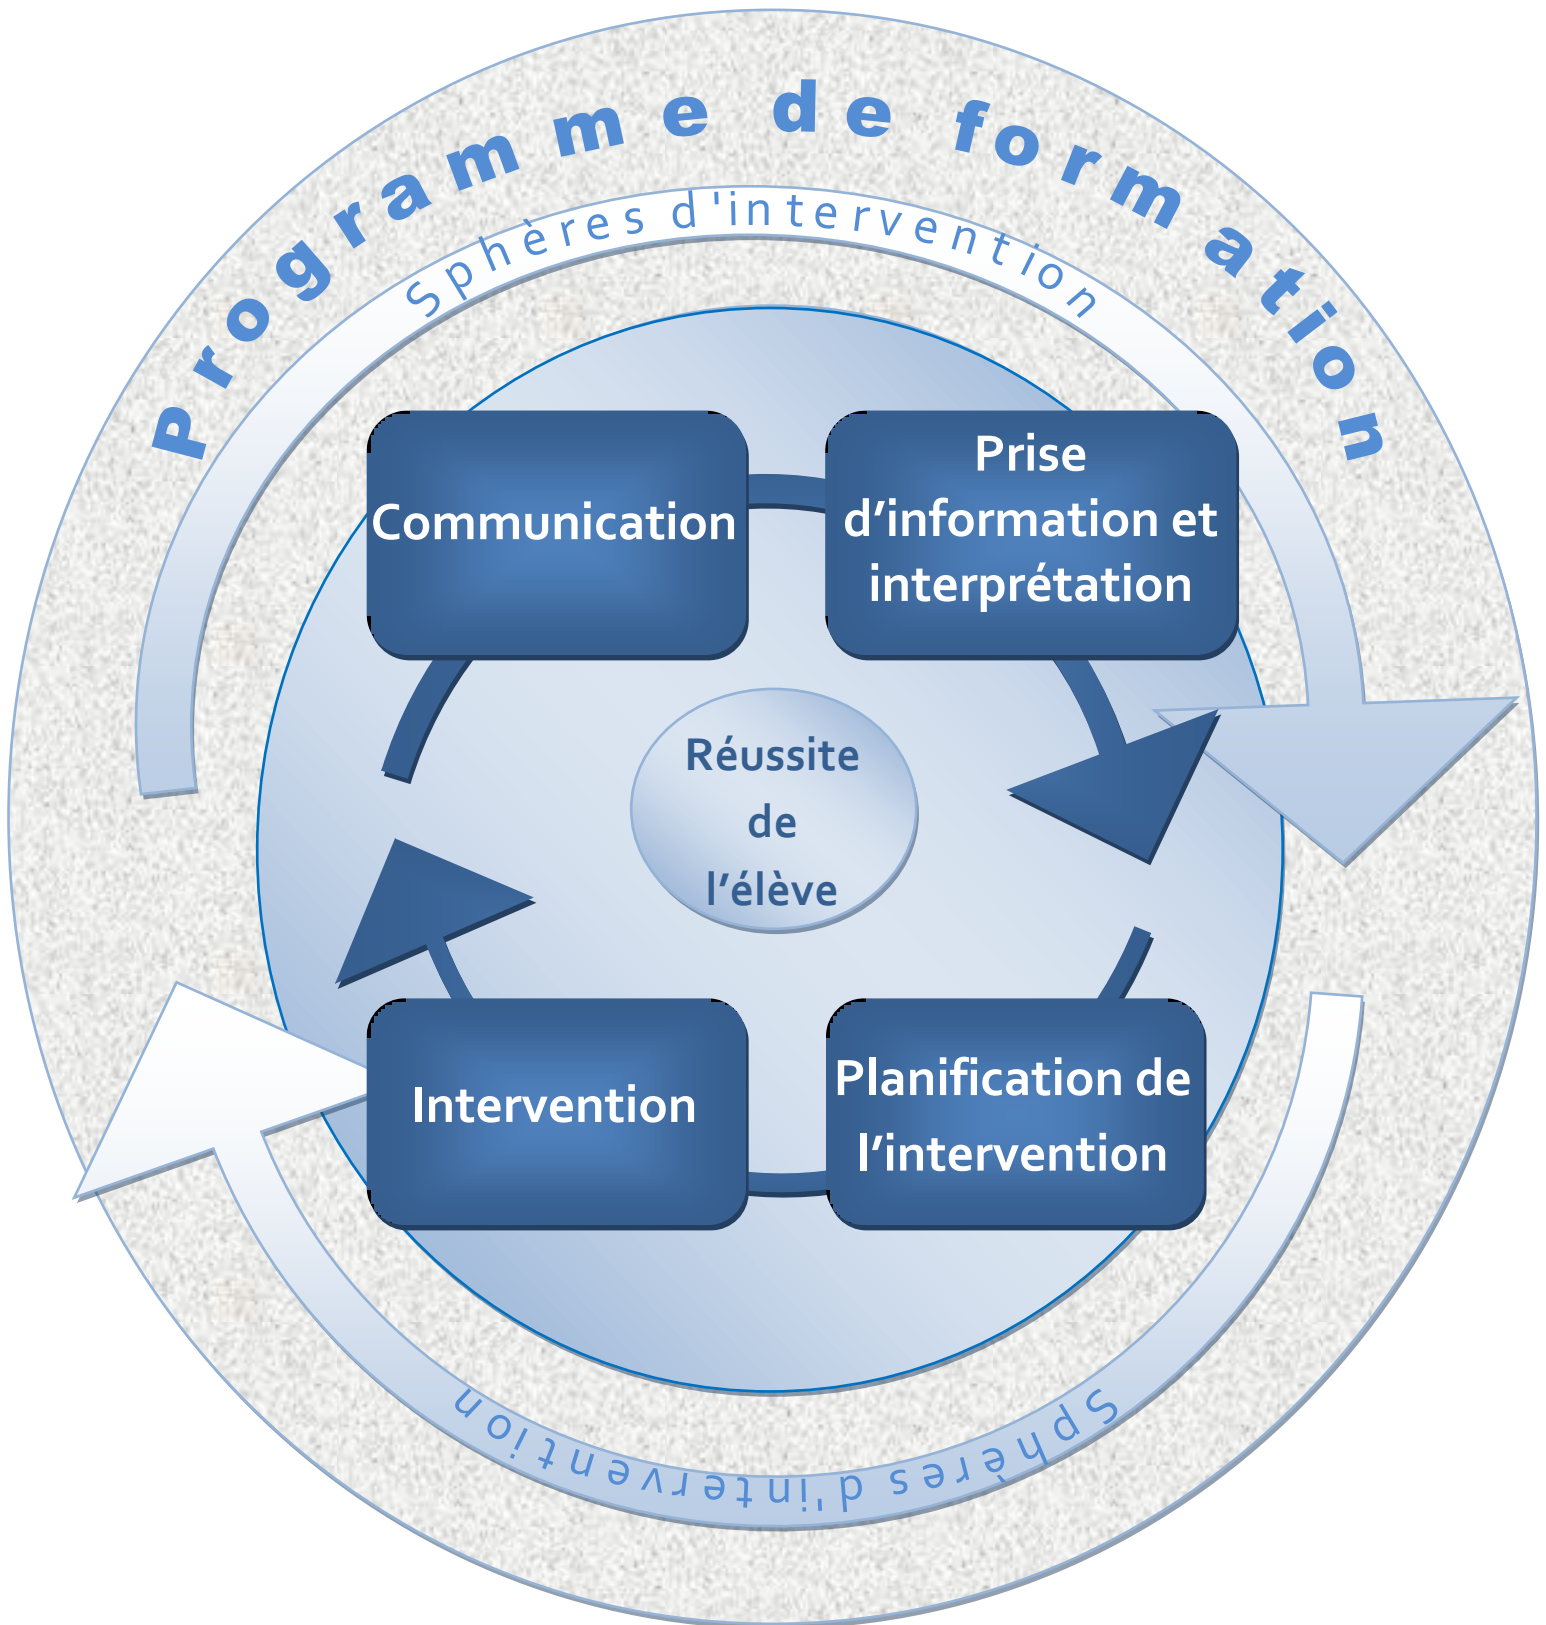 Programme de formation
Sphères d'intervention
Communication
Prise
d’information et
interprétation
Réussite
de
l’élève
Intervention
Planification de
l’intervention
Sphères d'intervention